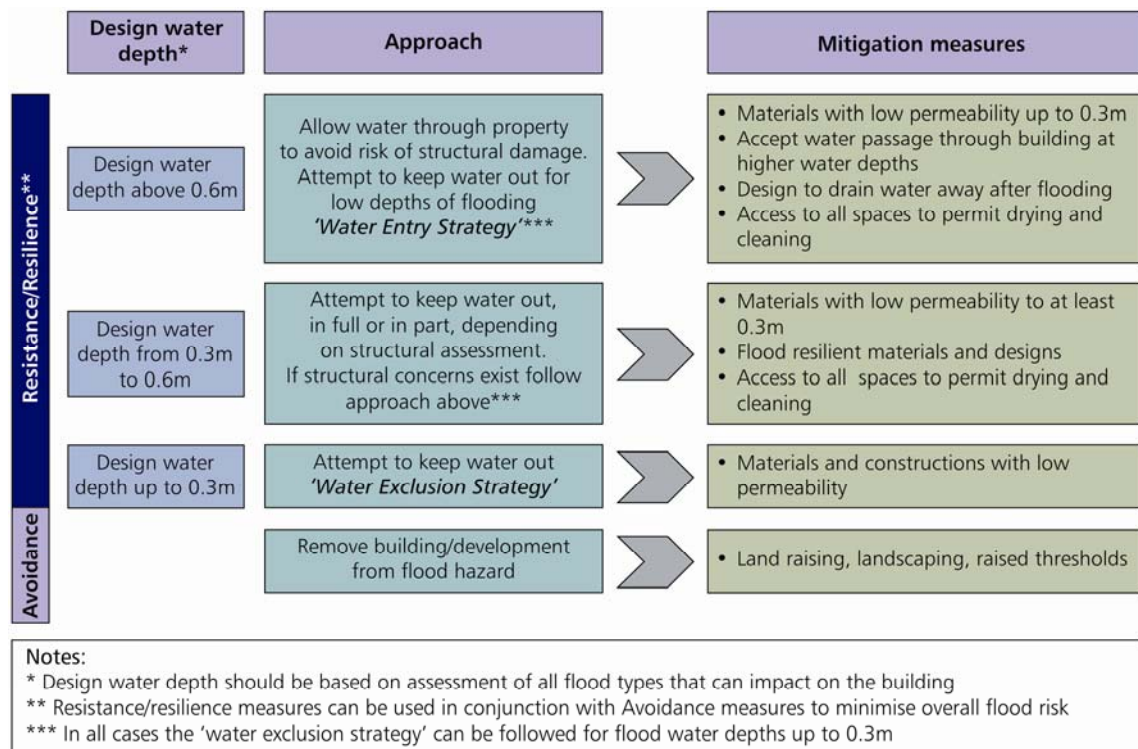 Design water
depth*
Approach
Mitigation measures
Resistance/Resilience**
Design water
depth above 0.6m
Allow water through property
to avoid risk of structural damage.
Attempt to keep water out for
low depths of flooding
‘Water Entry Strategy’***
• Materials with low permeability up to 0.3m
• Accept water passage through building at
higher water depths
• Design to drain water away after flooding
• Access to all spaces to permit drying and
cleaning
Design water
depth from 0.3m
to 0.6m
Attempt to keep water out,
in full or in part, depending
on structural assessment.
If structural concerns exist follow
approach above***
• Materials with low permeability to at least
0.3m
• Flood resilient materials and designs
• Access to all spaces to permit drying and
cleaning
Design water
depth up to 0.3m
Attempt to keep water out
‘Water Exclusion Strategy’
• Materials and constructions with low
permeability
Avoidance
Remove building/development
from flood hazard
• Land raising, landscaping, raised thresholds
Notes:
* Design water depth should be based on assessment of all flood types that can impact on the building
** Resistance/resilience measures can be used in conjunction with Avoidance measures to minimise overall flood risk
*** In all cases the ‘water exclusion strategy’ can be followed for flood water depths up to 0.3m